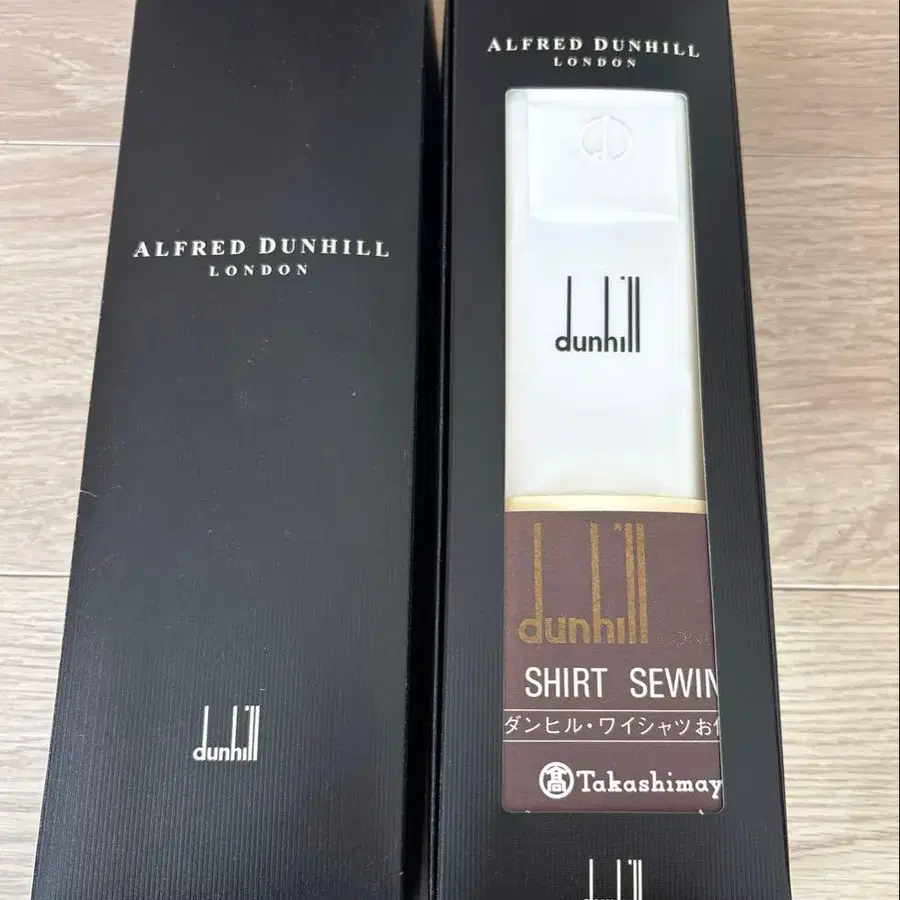 ALFRED DUNHILL
LONDON
dunhill
ALFRED DUNHILL
LONDON
dunhill
dunhill
SHIRT SEWIN
ダンヒル・ワイシャツお
Takashimay
dunhill